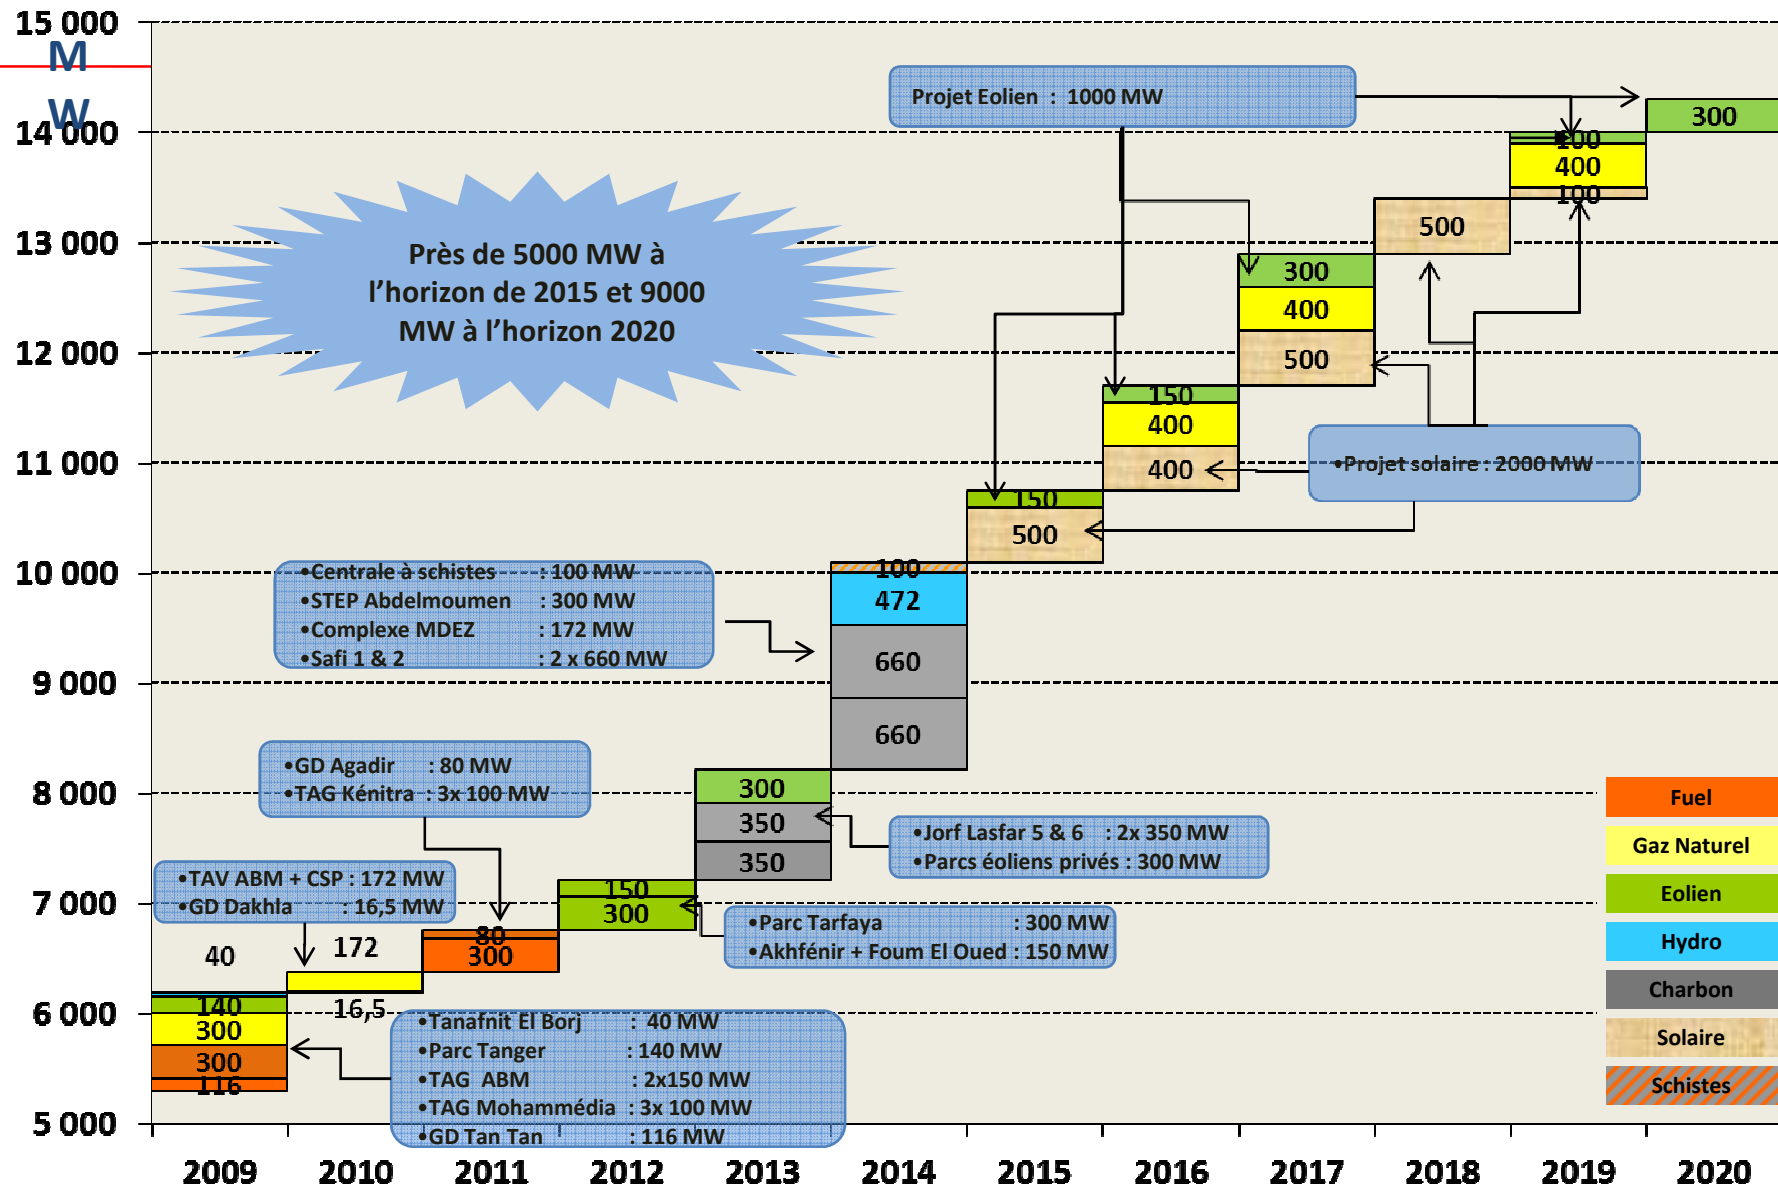 15 000
M
W
14 000
13 000
12 000
11 000
10 000
9 000
8 000
7 000
6 000
5 000
Projet Eolien : 1000 MW
Près de 5000 MW à
l'horizon de 2015 et 9000
MW à l'horizon 2020
•Projet solaire : 2000 MW
•Centrale à schistes : 100 MW
•STEP Abdelmoumen : 300 MW
•Complexe MDEZ : 172 MW
•Safi 1 & 2 : 2 x 660 MW
•GD Agadir : 80 MW
•TAG Kénitra : 3x 100 MW
•Jorf Lasfar 5 & 6 : 2x 350 MW
•Parcs éoliens privés : 300 MW
•TAV ABM + CSP : 172 MW
•GD Dakhla : 16,5 MW
•Parc Tarfaya : 300 MW
•Akhfénir + Foum El Oued : 150 MW
•Tanafnit El Borj : 40 MW
•Parc Tanger : 140 MW
•TAG ABM : 2x150 MW
•TAG Mohammédia : 3x 100 MW
•GD Tan Tan : 116 MW
40
140
300
300
116
172
16,5
80
300
150
300
300
350
350
100
472
660
660
150
500
150
400
400
300
400
500
500
100
400
100
300
Fuel
Gaz Naturel
Eolien
Hydro
Charbon
Solaire
Schistes
2009 2010 2011 2012 2013 2014 2015 2016 2017 2018 2019 2020